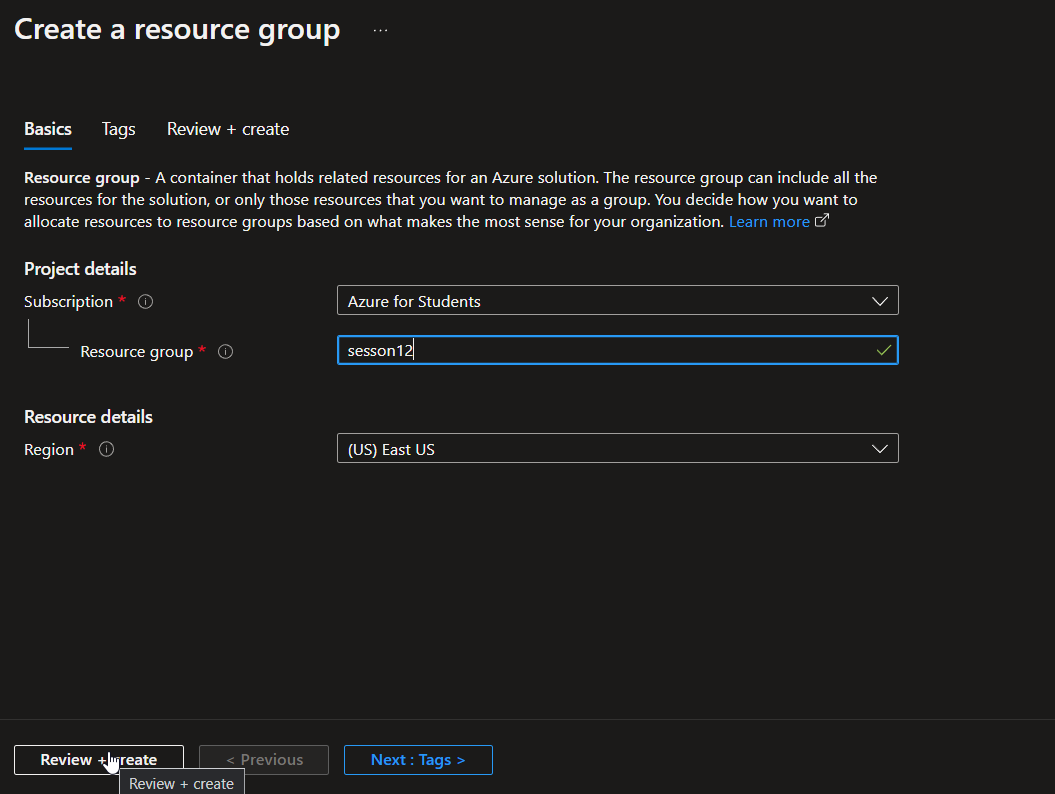 Create a resource group ...
Basics Tags Review + create
Resource group - A container that holds related resources for an Azure solution. The resource group can include all the
resources for the solution, or only those resources that you want to manage as a group. You decide how you want to
allocate resources to resource groups based on what makes the most sense for your organization. Learn more
Project details
Subscription * Azure for Students
Resource group * sesson12
Resource details
Region * (US) East US
Review + create < Previous Next : Tags >
Review + create